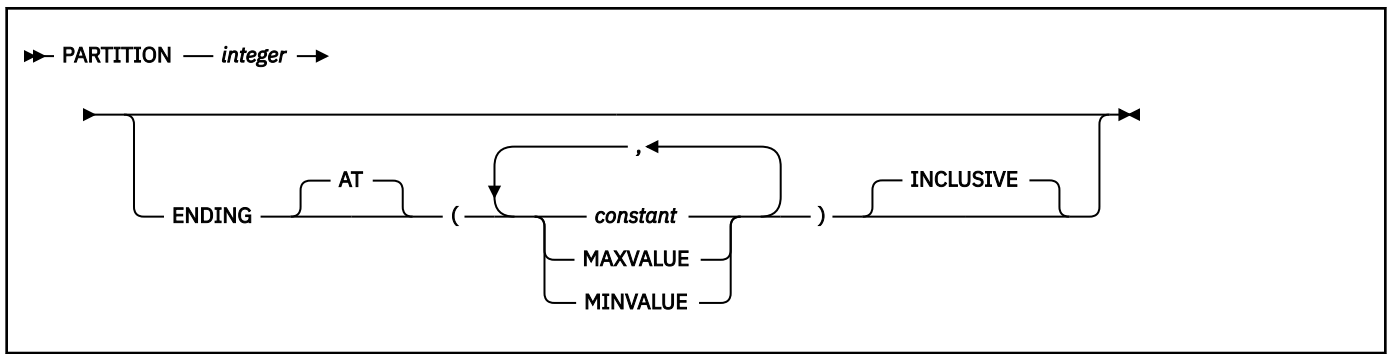 PARTITION integer
,
AT INCLUSIVE
ENDING ( constant )
MAXVALUE
MINVALUE